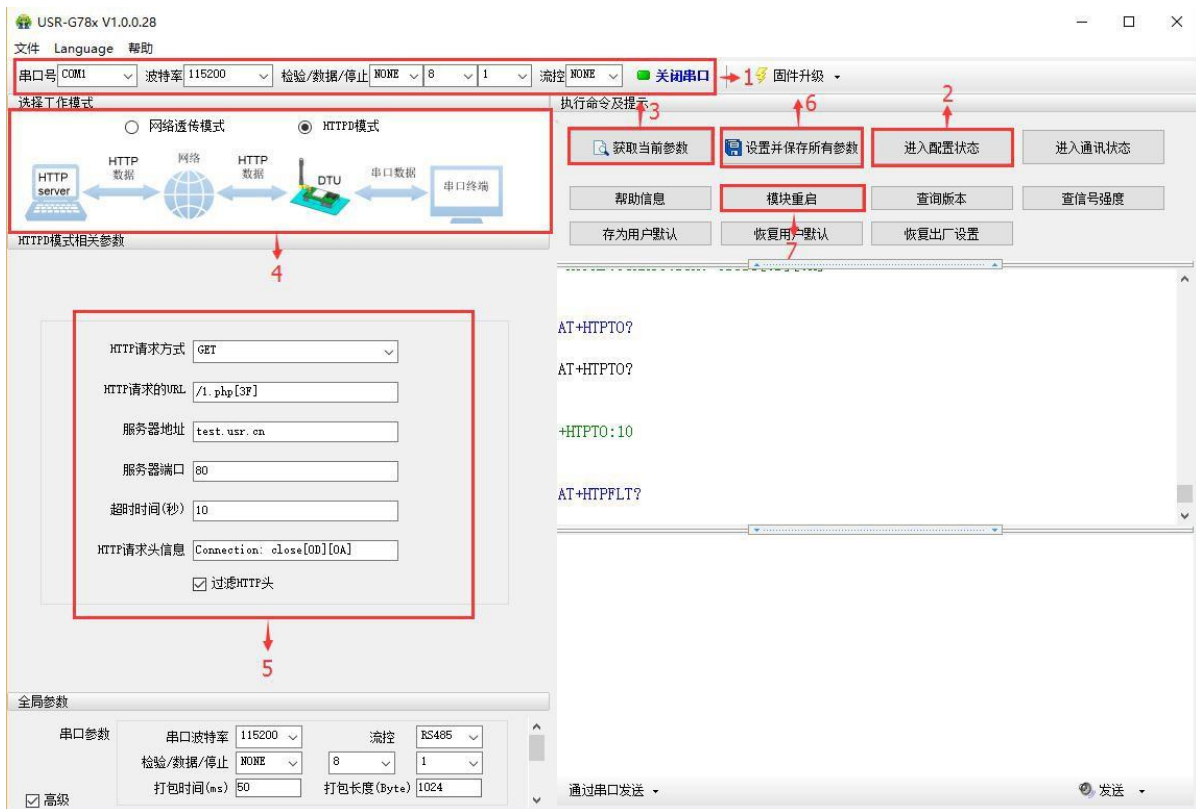 USR-G78x V1.0.0.28
文件 Language 帮助
串口号 COM1 波特率 115200 检验/数据/停止 NONE 8 1 流控 NONE 关闭串口 1 固件升级
选择工作模式
网络透传模式 HTTPD模式
HTTP server
HTTP 数据
网络
HTTP 数据
DTU
串口数据
串口终端
4
HTTPD模式相关参数
HTTP请求方式 GET
HTTP请求的URL /1.php[3F]
服务器地址 test.usr.cn
服务器端口 80
超时时间(秒) 10
HTTP请求头信息 Connection: close[0D][0A]
过滤HTTP头
5
全局参数
串口参数
串口波特率 115200 流控 RS485
检验/数据/停止 NONE 8 1
打包时间(ms) 50 打包长度(Byte) 1024
高级
执行命令及提示
3 6 2
获取当前参数 设置并保存所有参数 进入配置状态 进入通讯状态
帮助信息 模块重启 查询版本 查信号强度
存为用户默认 恢复用户默认 恢复出厂设置
7
AT+HTPTO?
AT+HTPTO?
+HTPTO:10
AT+HTPFLT?
通过串口发送 发送